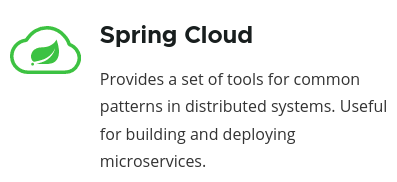 Spring Cloud
Provides a set of tools for common
patterns in distributed systems. Useful
for building and deploying
microservices.